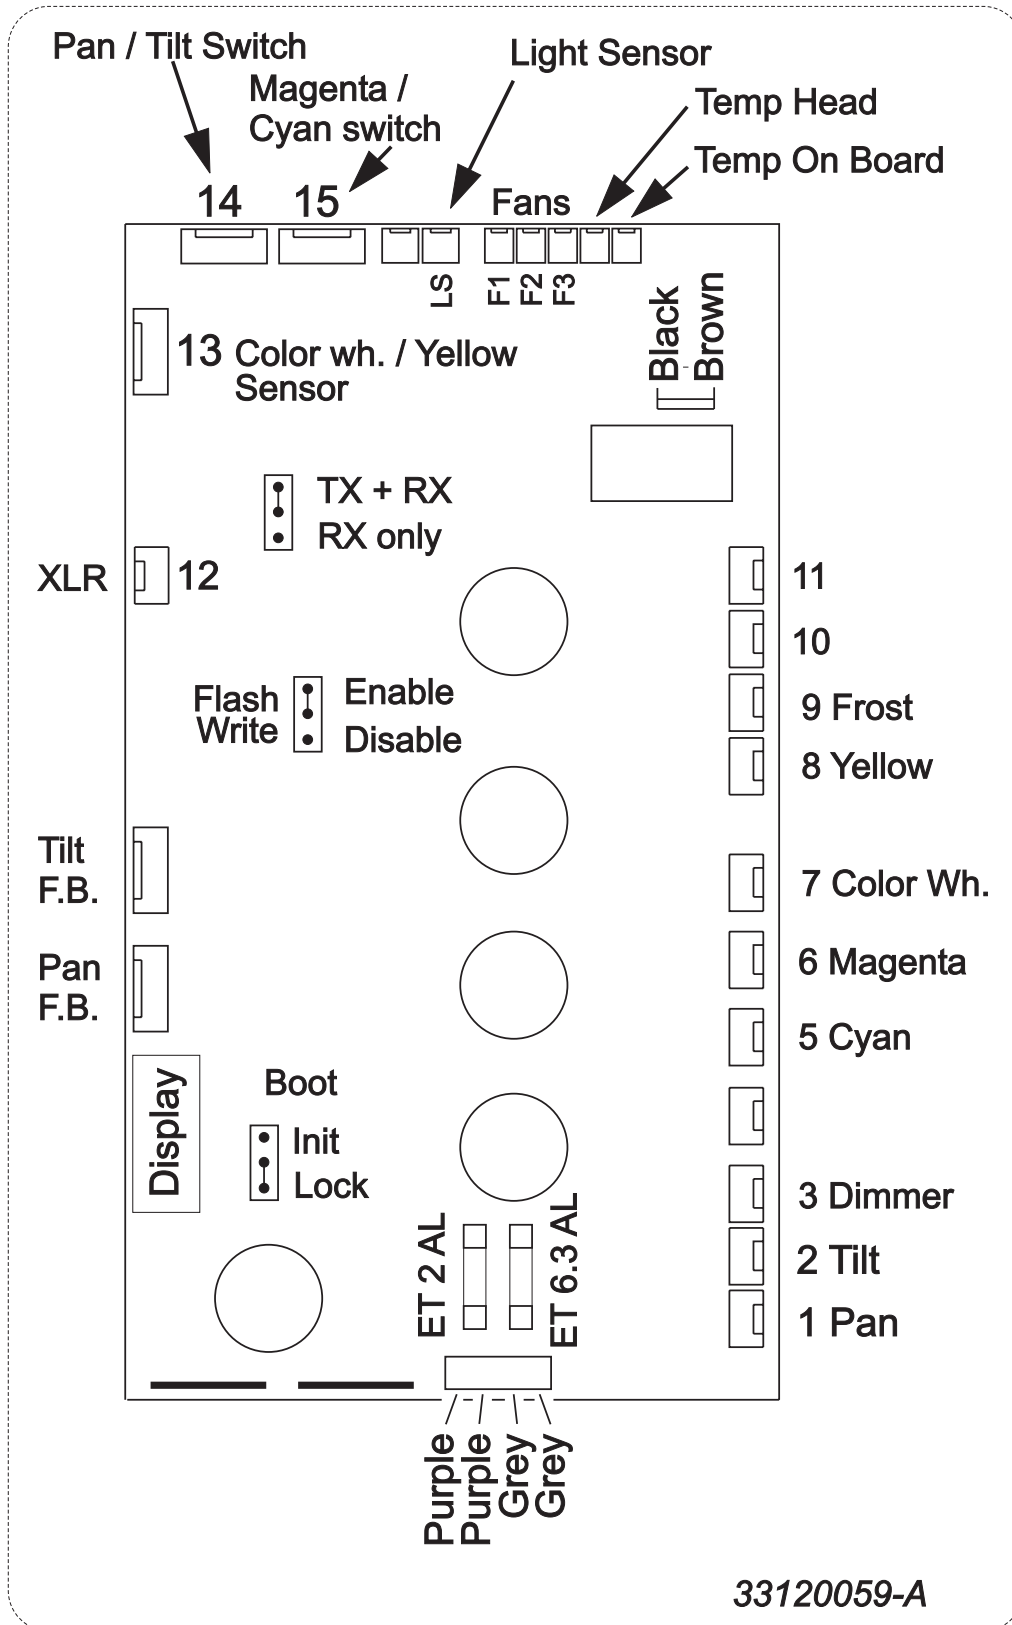 Pan / Tilt Switch
Light Sensor
Magenta /
Cyan switch
Temp Head
Temp On Board
14
15
Fans
LS
F1
F2
F3
Black
Brown
13 Color wh. / Yellow
Sensor
TX + RX
RX only
XLR
12
11
10
Flash
Write
Enable
Disable
9 Frost
8 Yellow
Tilt
F.B.
7 Color Wh.
Pan
F.B.
6 Magenta
5 Cyan
Display
Boot
Init
Lock
3 Dimmer
2 Tilt
1 Pan
ET 2 AL
ET 6.3 AL
Purple
Purple
Grey
Grey
33120059-A